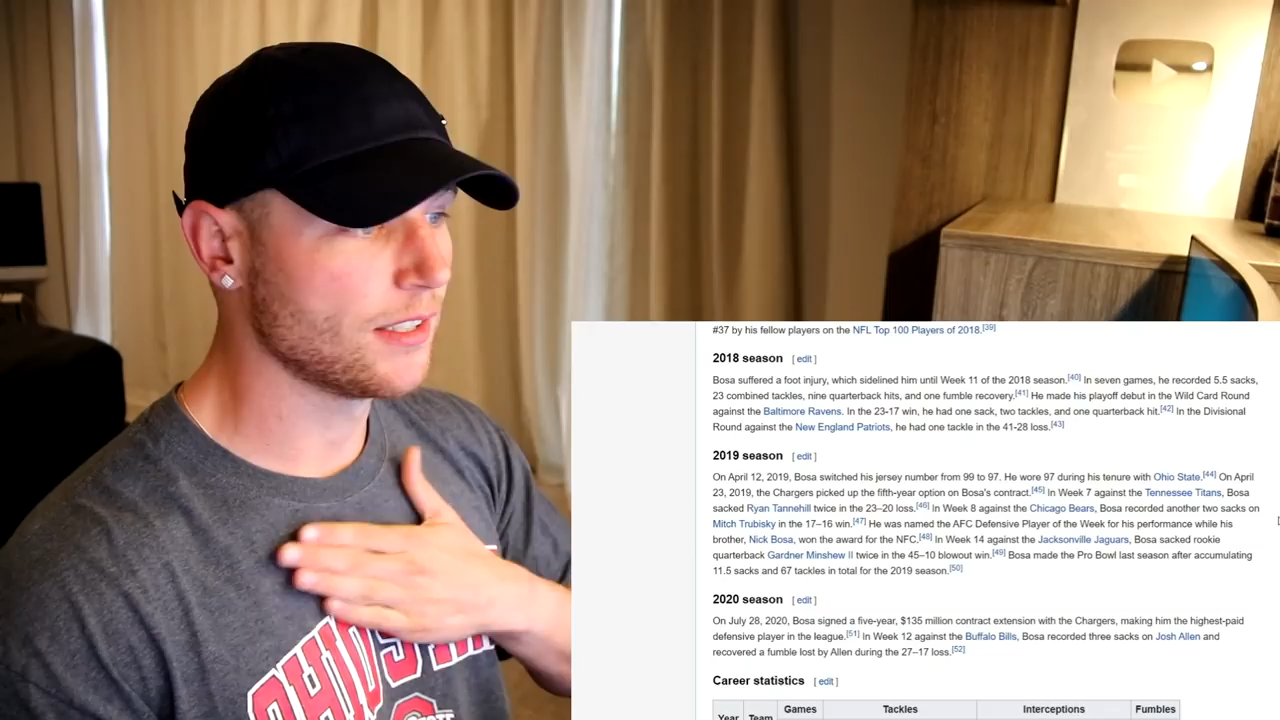 #37 by his fellow players on the NFL Top 100 Players of 2018.[39]
2018 season [ edit ]
Bosa suffered a foot injury, which sidelined him until Week 11 of the 2018 season.[40] In seven games, he recorded 5.5 sacks,
23 combined tackles, nine quarterback hits, and one fumble recovery.[41] He made his playoff debut in the Wild Card Round
against the Baltimore Ravens. In the 23-17 win, he had one sack, two tackles, and one quarterback hit.[42] In the Divisional
Round against the New England Patriots, he had one tackle in the 41-28 loss.[43]
2019 season [ edit ]
On April 12, 2019, Bosa switched his jersey number from 99 to 97. He wore 97 during his tenure with Ohio State.[44] On April
23, 2019, the Chargers picked up the fifth-year option on Bosa's contract.[45] In Week 7 against the Tennessee Titans, Bosa
sacked Ryan Tannehill twice in the 23–20 loss.[46] In Week 8 against the Chicago Bears, Bosa recorded another two sacks on
Mitch Trubisky in the 17–16 win.[47] He was named the AFC Defensive Player of the Week for his performance while his
brother, Nick Bosa, won the award for the NFC.[48] In Week 14 against the Jacksonville Jaguars, Bosa sacked rookie
quarterback Gardner Minshew II twice in the 45–10 blowout win.[49] Bosa made the Pro Bowl last season after accumulating
11.5 sacks and 67 tackles in total for the 2019 season.[50]
2020 season [ edit ]
On July 28, 2020, Bosa signed a five-year, $135 million contract extension with the Chargers, making him the highest-paid
defensive player in the league.[51] In Week 12 against the Buffalo Bills, Bosa recorded three sacks on Josh Allen and
recovered a fumble lost by Allen during the 27–17 loss.[52]
Career statistics [ edit ]
Year Team Games Tackles Interceptions Fumbles
OHIO STATE
STATE